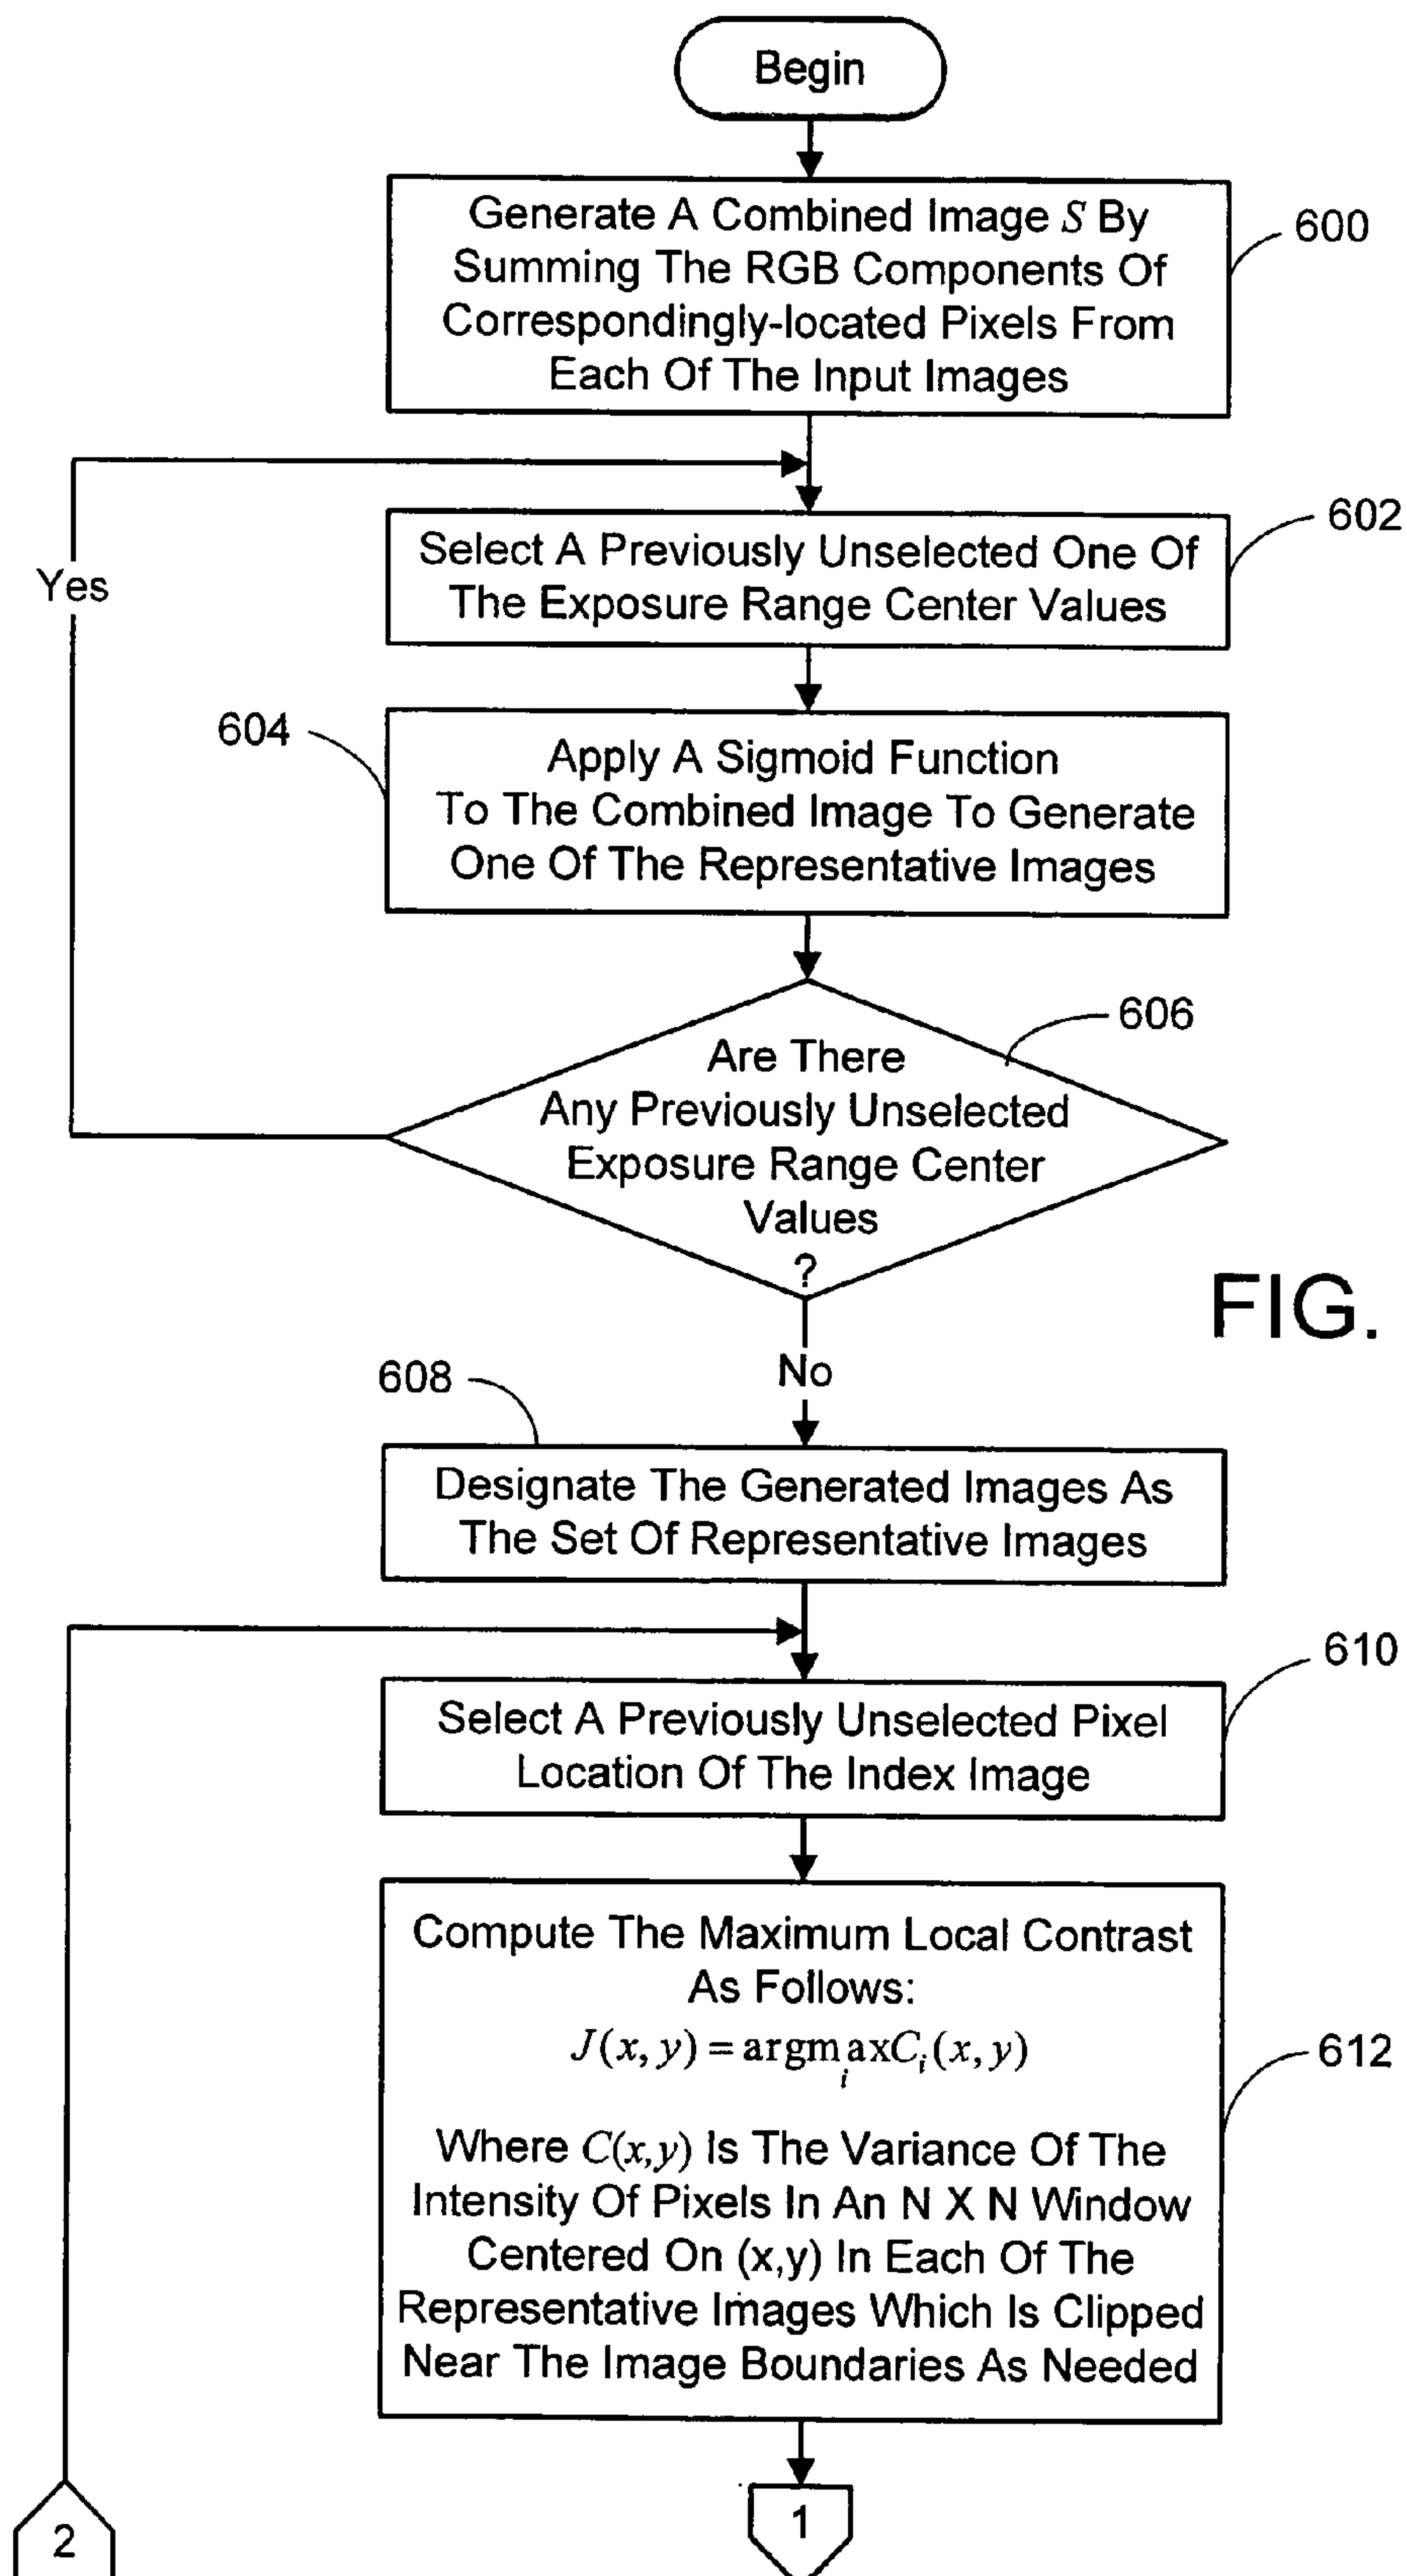 Begin
Generate A Combined Image S By
Summing The RGB Components Of
Correspondingly-located Pixels From
Each Of The Input Images
600
602
Select A Previously Unselected One Of
The Exposure Range Center Values
Yes
604
Apply A Sigmoid Function
To The Combined Image To Generate
One Of The Representative Images
606
Are There
Any Previously Unselected
Exposure Range Center
Values
?
FIG.
No
608
Designate The Generated Images As
The Set Of Representative Images
610
Select A Previously Unselected Pixel
Location Of The Index Image
Compute The Maximum Local Contrast
As Follows:
J(x, y) = argmaxC_i(x, y)
i
612
Where C(x,y) Is The Variance Of The
Intensity Of Pixels In An N X N Window
Centered On (x,y) In Each Of The
Representative Images Which Is Clipped
Near The Image Boundaries As Needed
1
2